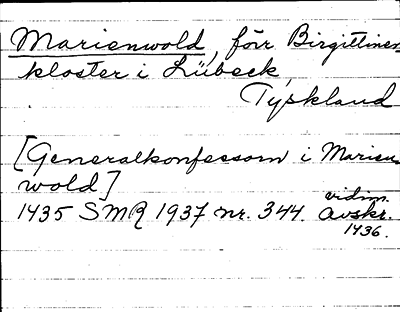 Marienwold, förr Birgittiner-
kloster i Lübeck,
Tyskland
[Generalkonfessorn i Marien-
wold]
1435 SMR 1937 nr. 344. vidim.
avskr.
1436.